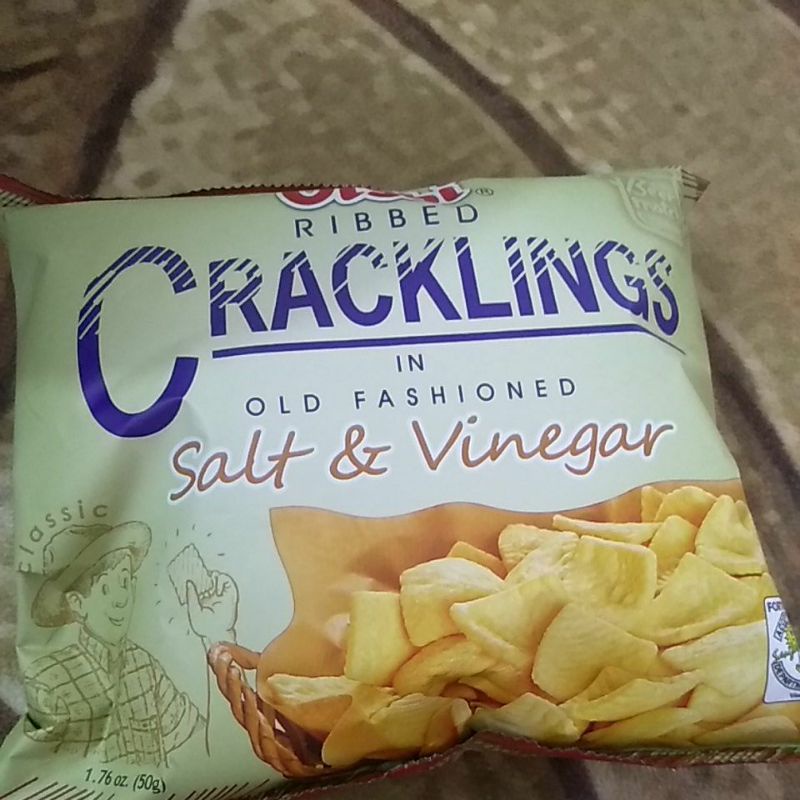 RIBBED
CRACKLINGS
IN
OLD FASHIONED
Salt & Vinegar
Classic
1.76 oz. (50g)